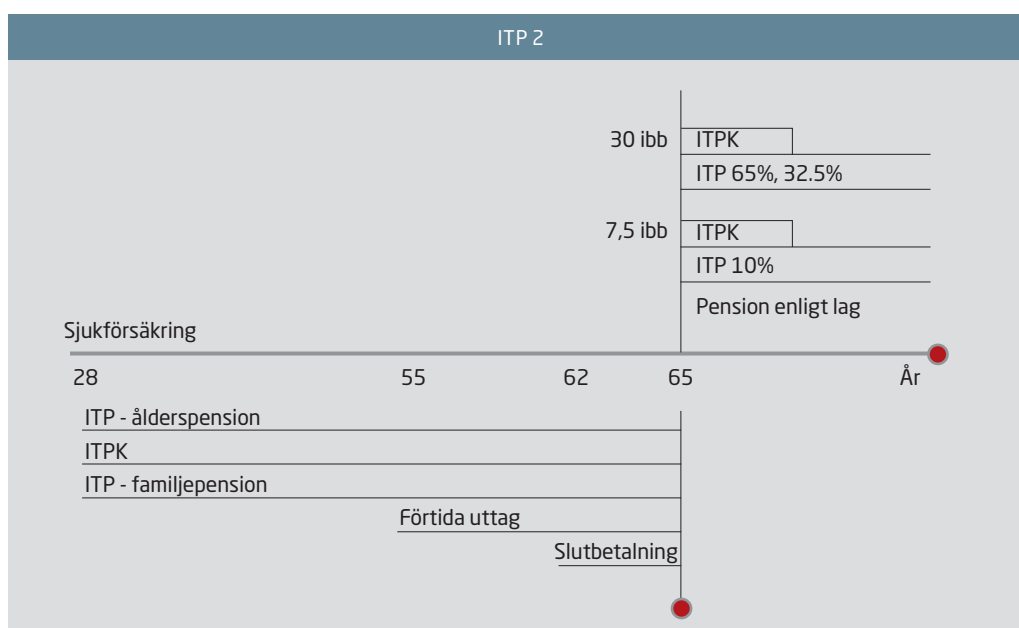 ITP 2
30 ibb
ITPK
ITP 65%, 32.5%
7,5 ibb
ITPK
ITP 10%
Pension enligt lag
Sjukförsäkring
28 55 62 65 År
ITP - ålderspension
ITPK
ITP - familjepension
Förtida uttag
Slutbetalning